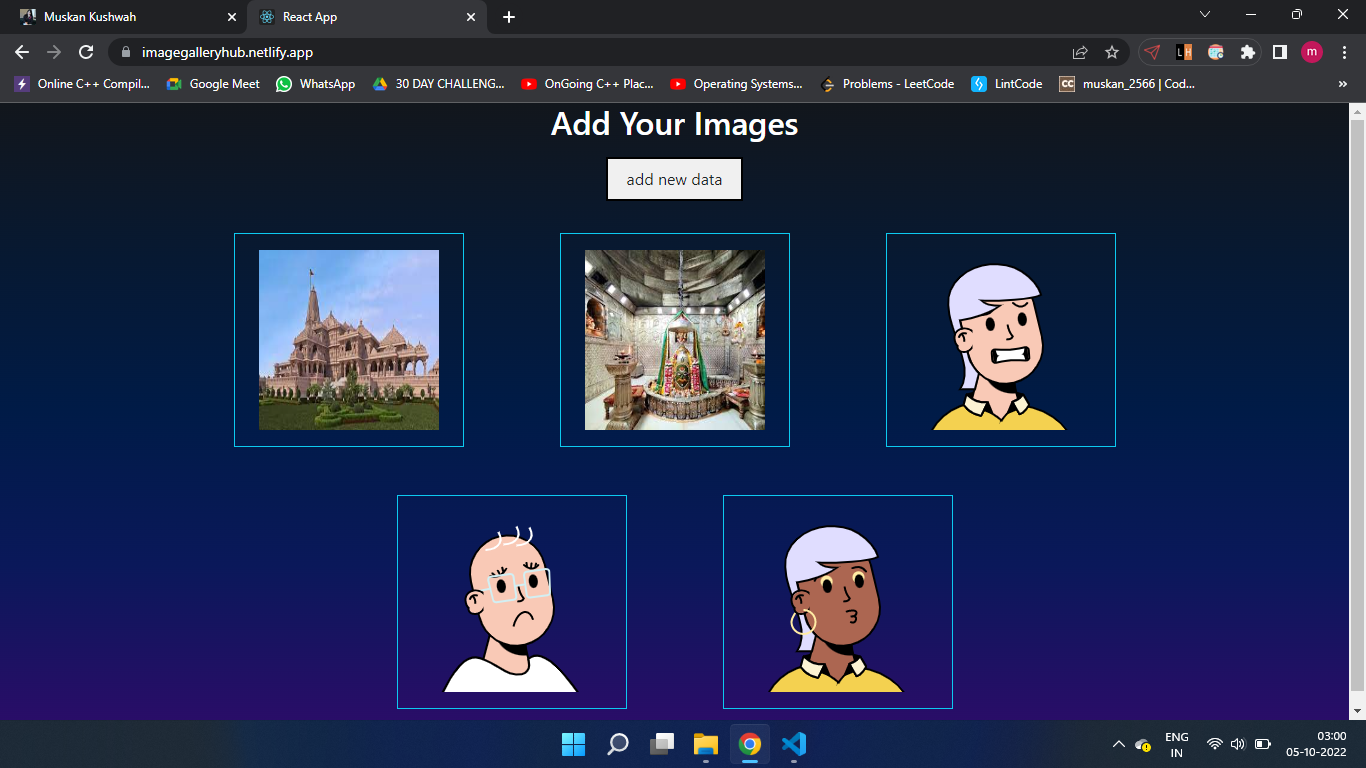 Muskan Kushwah
React App
imagegalleryhub.netlify.app
m
Online C++ Compil...
Google Meet
WhatsApp
30 DAY CHALLENG...
OnGoing C++ Plac...
Operating Systems...
Problems - LeetCode
LintCode
CC
muskan_2566 | Cod...
»
Add Your Images
add new data
ENG
IN
03:00
05-10-2022